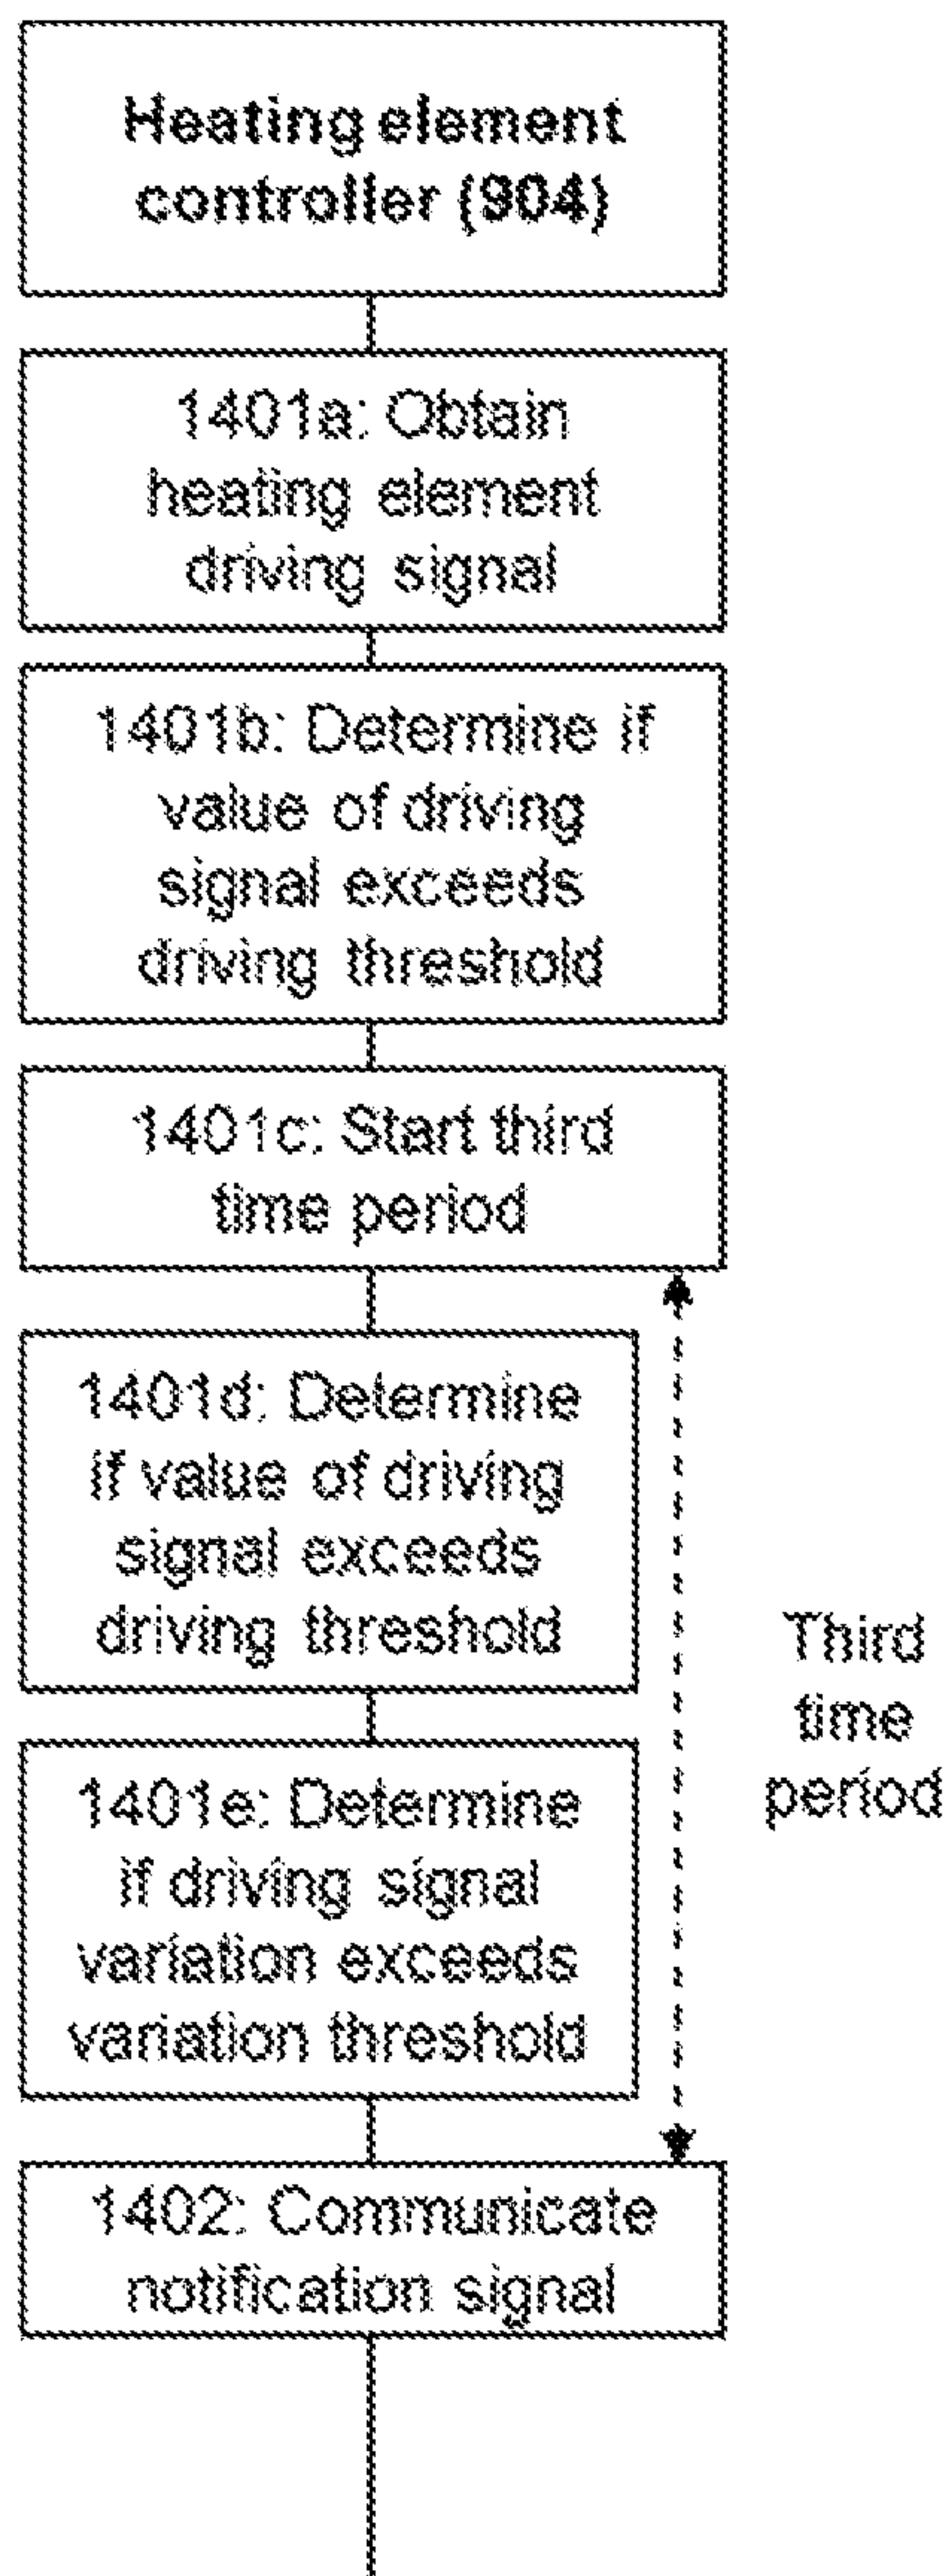 Heating element
controller (904)
1401a: Obtain
heating element
driving signal
1401b: Determine if
value of driving
signal exceeds
driving threshold
1401c: Start third
time period
1401d: Determine
if value of driving
signal exceeds
driving threshold
1401e: Determine
if driving signal
variation exceeds
variation threshold
Third
time
period
1402: Communicate
notification signal